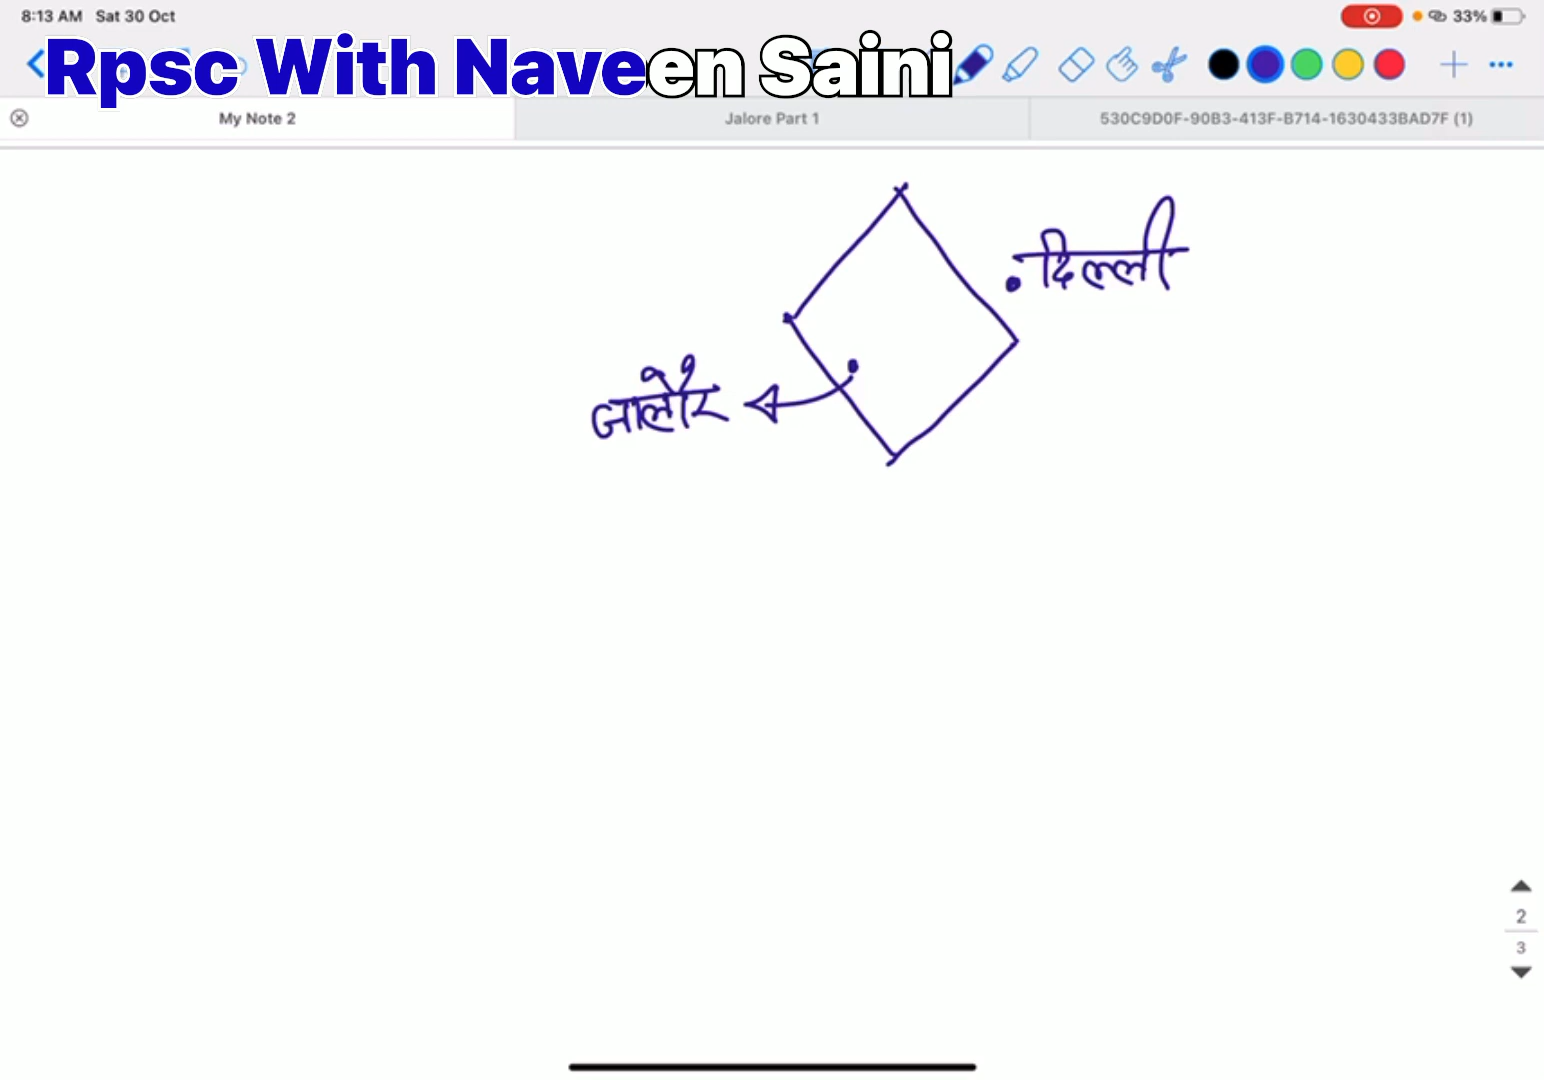 8:13 AM Sat 30 Oct
33%
Rpsc With Naveen Saini
My Note 2
Jalore Part 1
530C9D0F-90B3-413F-B714-1630433BAD7F (1)
दिल्ली
जालौर
2
3